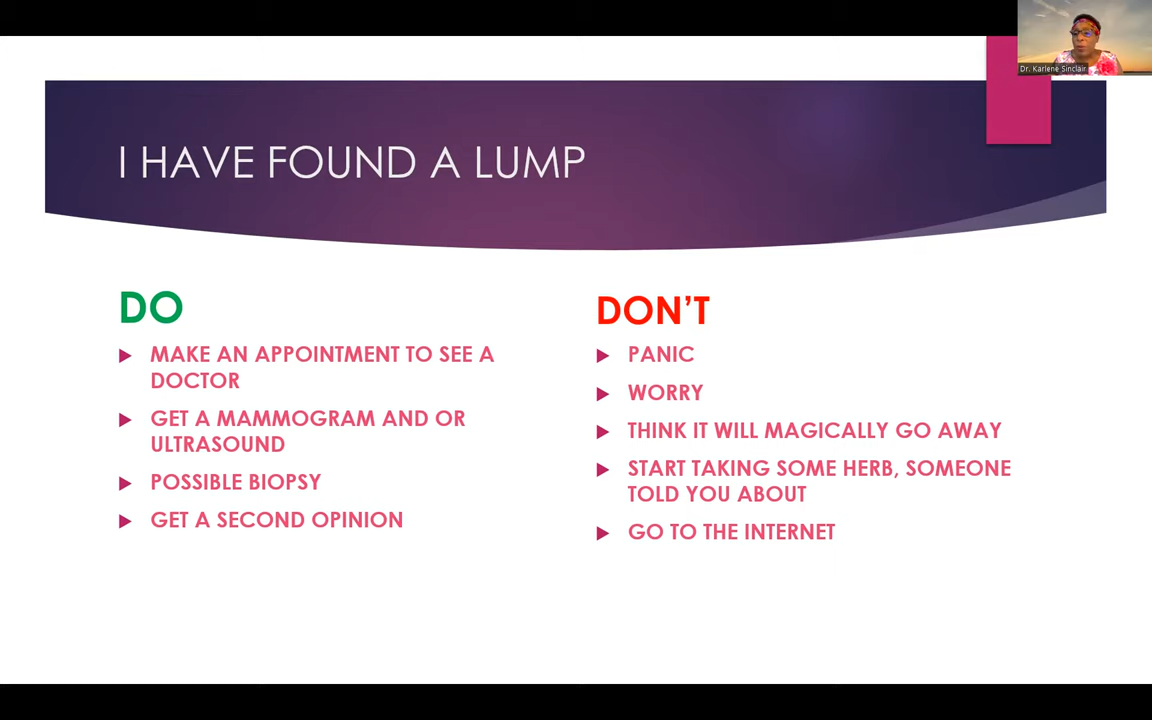 Dr. Karlene Sinclair
I HAVE FOUND A LUMP
DO
MAKE AN APPOINTMENT TO SEE A
DOCTOR
GET A MAMMOGRAM AND OR
ULTRASOUND
POSSIBLE BIOPSY
GET A SECOND OPINION
DON'T
PANIC
WORRY
THINK IT WILL MAGICALLY GO AWAY
START TAKING SOME HERB, SOMEONE
TOLD YOU ABOUT
GO TO THE INTERNET